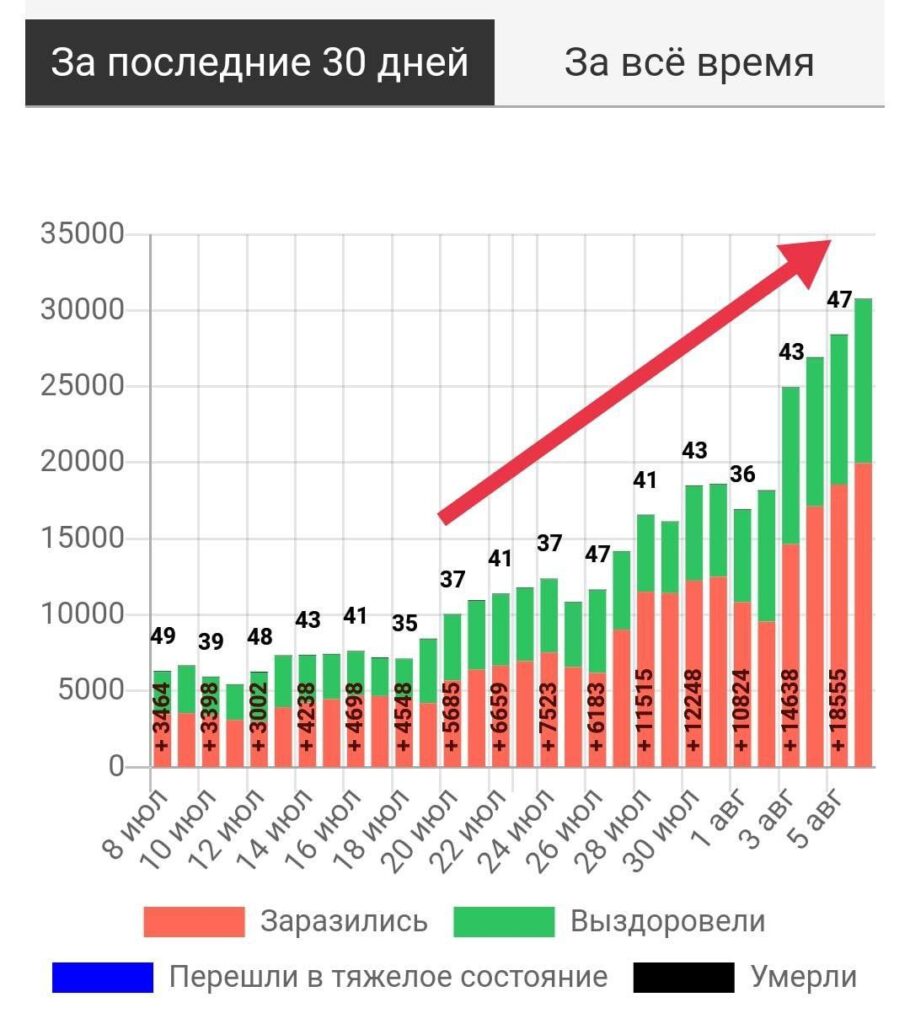 За последние 30 дней
За всё время
35000
30000
25000
20000
15000
10000
5000
0
49
39
48
43
41
35
37
41
37
47
41
43
36
43
47
+ 3464
+ 3398
+ 3002
+ 4238
+ 4698
+ 4548
+ 5685
+ 6659
+ 7523
+ 6183
+ 11515
+ 12248
+ 10824
+ 14638
+ 18555
8 июл
10 июл
12 июл
14 июл
16 июл
18 июл
20 июл
22 июл
24 июл
26 июл
28 июл
30 июл
1 авг
3 авг
5 авг
Заразились
Выздоровели
Перешли в тяжелое состояние
Умерли